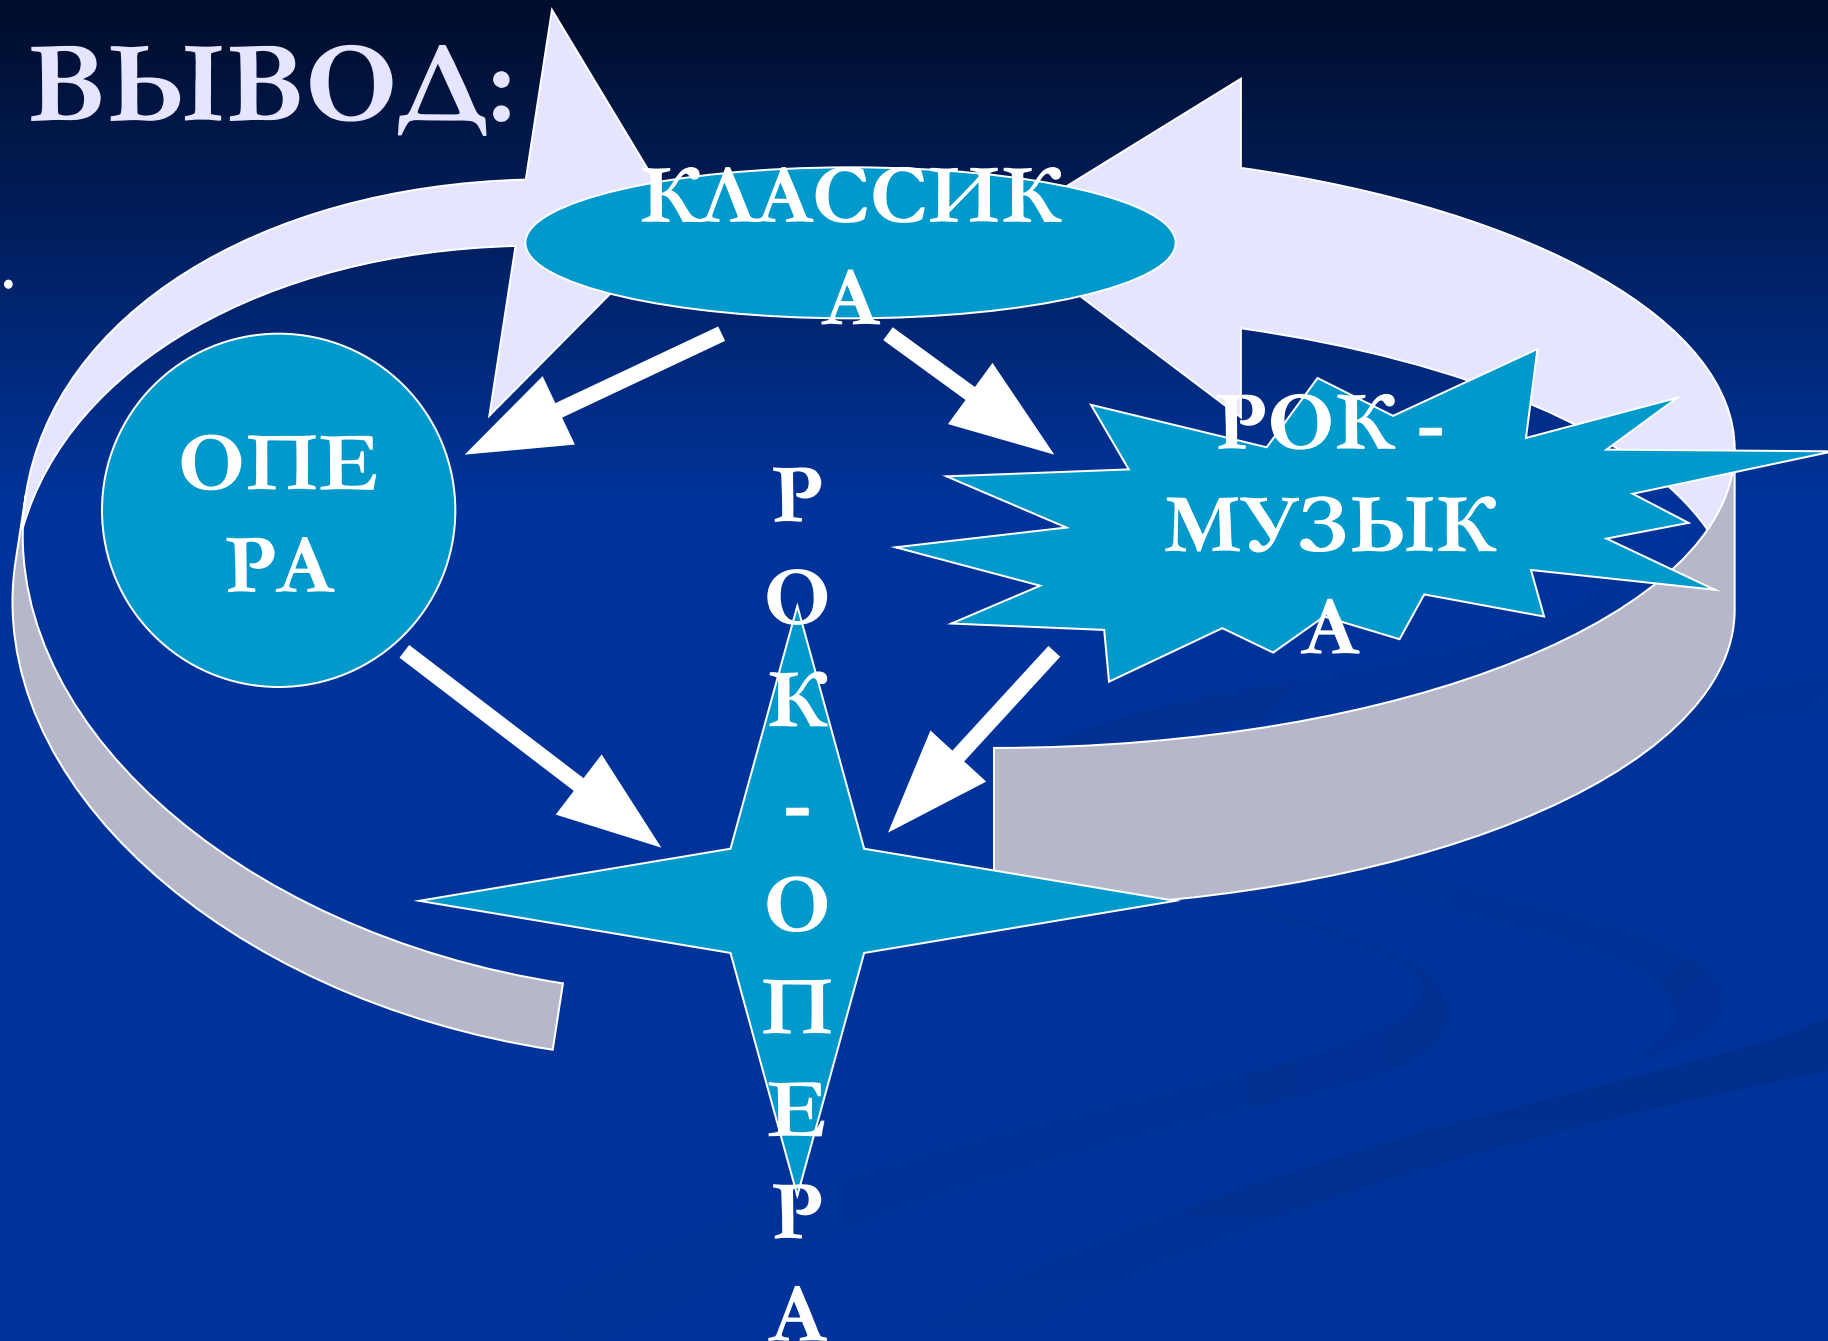 ВЫВОД:
.
КЛАССИК
А
ОПЕ
РА
РОК -
МУЗЫК
А
Р
О
К
-
О
П
Е
Р
А